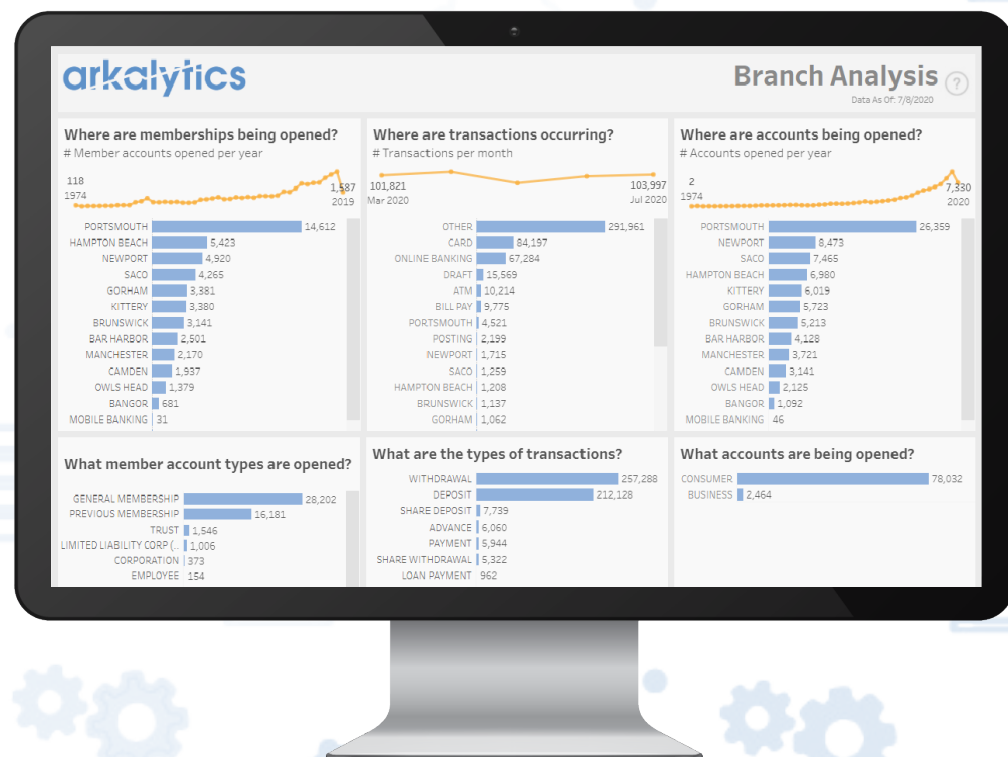 arkalytics
Branch Analysis
?
Data As Of: 7/8/2020
Where are memberships being opened?
# Member accounts opened per year
118
1974
1,587
2019
PORTSMOUTH 14,612
HAMPTON BEACH 5,423
NEWPORT 4,920
SACO 4,265
GORHAM 3,381
KITTERY 3,380
BRUNSWICK 3,141
BAR HARBOR 2,501
MANCHESTER 2,170
CAMDEN 1,937
OWLS HEAD 1,379
BANGOR 681
MOBILE BANKING 31
Where are transactions occurring?
# Transactions per month
101,821
Mar 2020
103,997
Jul 2020
OTHER 291,961
CARD 84,197
ONLINE BANKING 67,284
DRAFT 15,569
ATM 10,214
BILL PAY 9,775
PORTSMOUTH 4,521
POSTING 2,199
NEWPORT 1,715
SACO 1,259
HAMPTON BEACH 1,208
BRUNSWICK 1,137
GORHAM 1,062
Where are accounts being opened?
# Accounts opened per year
2
1974
7,330
2020
PORTSMOUTH 26,359
NEWPORT 8,473
SACO 7,465
HAMPTON BEACH 6,980
KITTERY 6,019
GORHAM 5,723
BRUNSWICK 5,213
BAR HARBOR 4,128
MANCHESTER 3,721
CAMDEN 3,141
OWLS HEAD 2,125
BANGOR 1,092
MOBILE BANKING 46
What member account types are opened?
GENERAL MEMBERSHIP 28,202
PREVIOUS MEMBERSHIP 16,181
TRUST 1,546
LIMITED LIABILITY CORP (..  1,006
CORPORATION 373
EMPLOYEE 154
What are the types of transactions?
WITHDRAWAL 257,288
DEPOSIT 212,128
SHARE DEPOSIT 7,739
ADVANCE 6,060
PAYMENT 5,944
SHARE WITHDRAWAL 5,322
LOAN PAYMENT 962
What accounts are being opened?
CONSUMER 78,032
BUSINESS 2,464